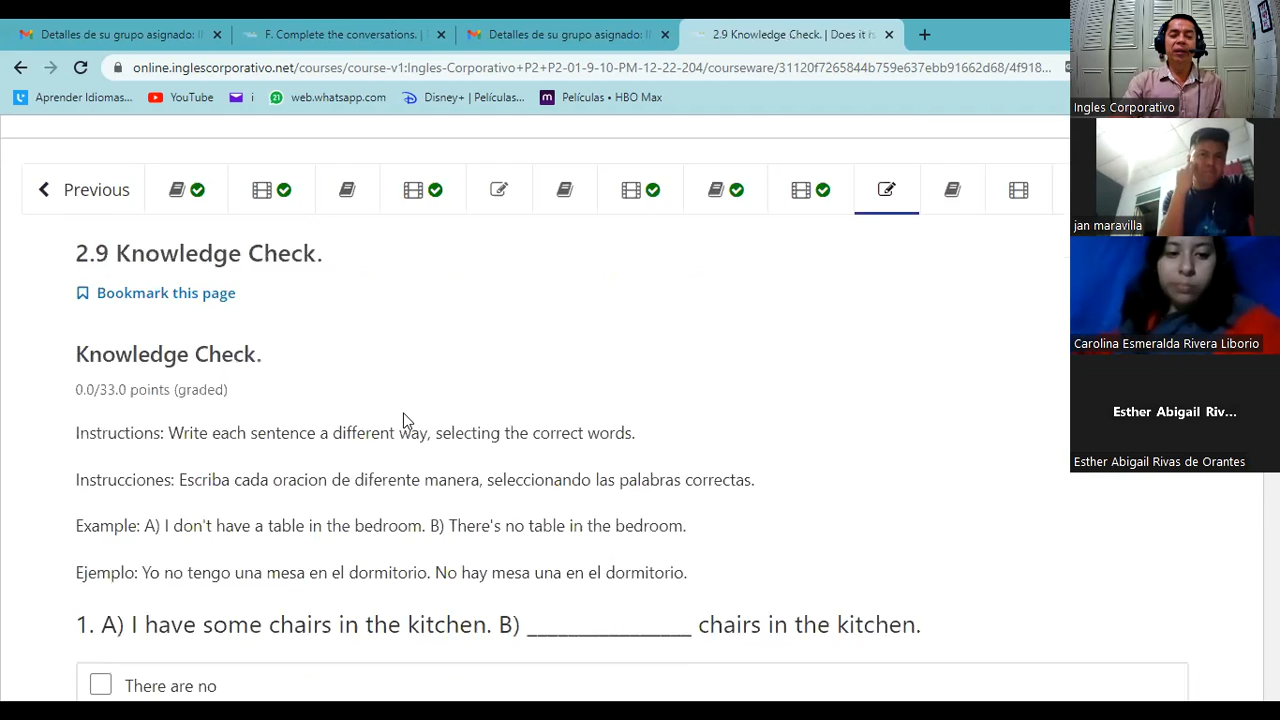 Detalles de su grupo asignado: I
F. Complete the conversations |
Detalles de su grupo asignado: I
2.9 Knowledge Check. | Does it is
online.inglescorporativo.net/courses/course-v1:Ingles-Corpor
+P2+P2-01-9-10-PM-12-22-204/courseware/31120f7265844b759e637ebb91662d68/4f918...
Aprender Idiomas...
YouTube
i
web.whatsapp.com
Disney+ | Películas...
Películas • HBO Max
Previous
2.9 Knowledge Check.
Bookmark this page
Knowledge Check.
0.0/33.0 points (graded)
Instructions: Write each sentence a different way, selecting the correct words.
Instrucciones: Escriba cada oracion de diferente manera, seleccionando las palabras correctas.
Example: A) I don't have a table in the bedroom. B) There's no table in the bedroom.
Ejemplo: Yo no tengo una mesa en el dormitorio. No hay mesa una en el dormitorio.
1. A) I have some chairs in the kitchen. B) ________________ chairs in the kitchen.
There are no
Ingles Corporativo
jan maravilla
Carolina Esmeralda Rivera Liborio
Esther Abigail Riv...
Esther Abigail Rivas de Orantes